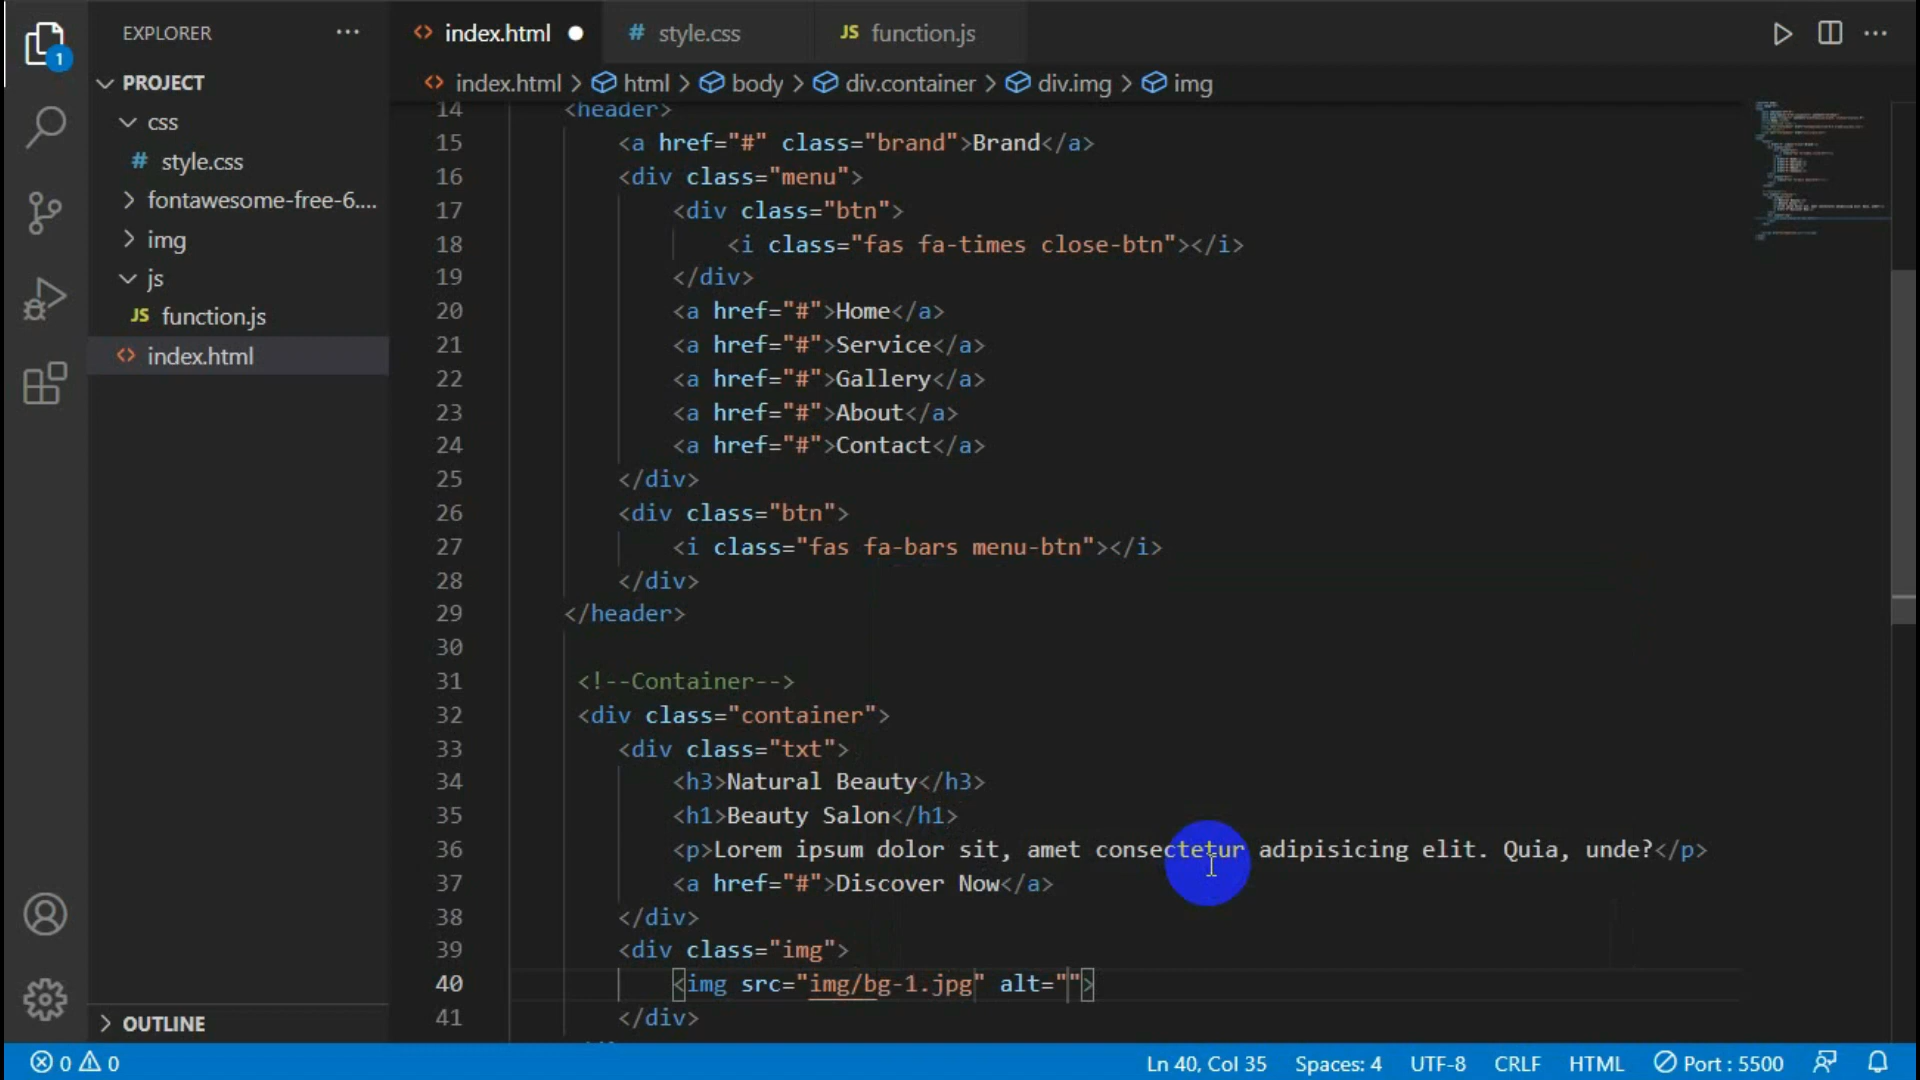 EXPLORER
index.html
# style.css
JS function.js
1
PROJECT
index.html > html > body > div.container > div.img > img
css
# style.css
fontawesome-free-6....
img
js
JS function.js
index.html
14 <header>
15 <a href="#" class="brand">Brand</a>
16 <div class="menu">
17 <div class="btn">
18 <i class="fas fa-times close-btn"></i>
19 </div>
20 <a href="#">Home</a>
21 <a href="#">Service</a>
22 <a href="#">Gallery</a>
23 <a href="#">About</a>
24 <a href="#">Contact</a>
25 </div>
26 <div class="btn">
27 <i class="fas fa-bars menu-btn"></i>
28 </div>
29 </header>
30
31 <!--Container-->
32 <div class="container">
33 <div class="txt">
34 <h3>Natural Beauty</h3>
35 <h1>Beauty Salon</h1>
36 <p>Lorem ipsum dolor sit, amet consectetur adipisicing elit. Quia, unde?</p>
37 <a href="#">Discover Now</a>
38 </div>
39 <div class="img">
40 <img src="img/bg-1.jpg" alt="">
41 </div>
OUTLINE
0 0
Ln 40, Col 35
Spaces: 4
UTF-8
CRLF
HTML
Port : 5500